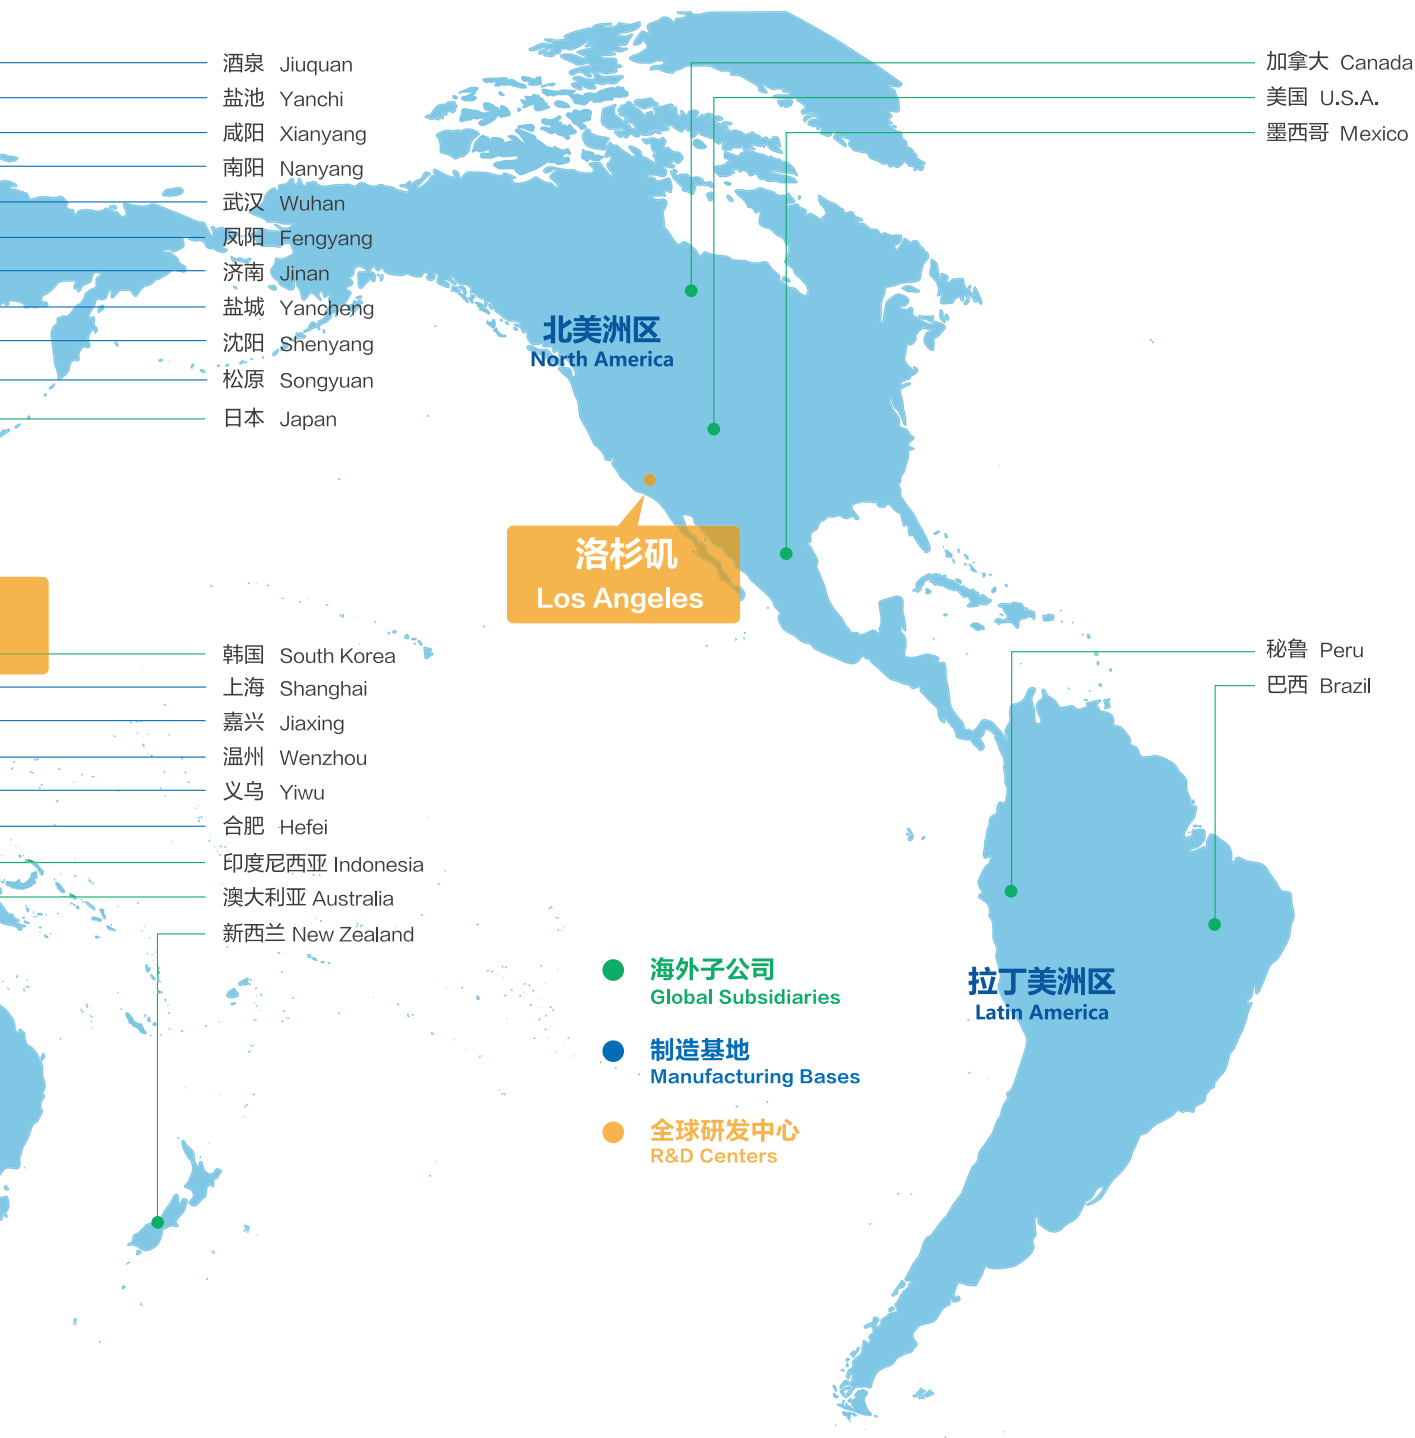 酒泉 Jiuquan
盐池 Yanchi
咸阳 Xianyang
南阳 Nanyang
武汉 Wuhan
凤阳 Fengyang
济南 Jinan
盐城 Yancheng
沈阳 Shenyang
松原 Songyuan
日本 Japan
加拿大 Canada
美国 U.S.A.
墨西哥 Mexico
北美洲区
North America
洛杉矶
Los Angeles
韩国 South Korea
上海 Shanghai
嘉兴 Jiaxing
温州 Wenzhou
义乌 Yiwu
合肥 Hefei
印度尼西亚 Indonesia
澳大利亚 Australia
新西兰 New Zealand
秘鲁 Peru
巴西 Brazil
拉丁美洲区
Latin America
海外子公司
Global Subsidiaries
制造基地
Manufacturing Bases
全球研发中心
R&D Centers